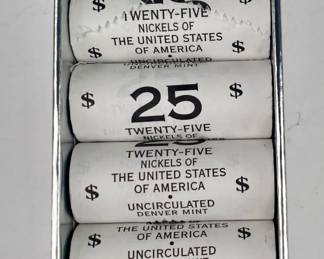 TWENTY-FIVE
NICKELS OF
THE UNITED STATES
OF AMERICA
$ $
$ $
• UNCIRCULATED
DENVER MINT
$ 25 $
TWENTY-FIVE
NICKELS OF
TWENTY-FIVE
NICKELS OF
$ THE UNITED STATES $
OF AMERICA
•
$ UNCIRCULATED $
DENVER MINT
THE UNITED STATES
$ OF AMERICA $
•
UNCIRCULATED